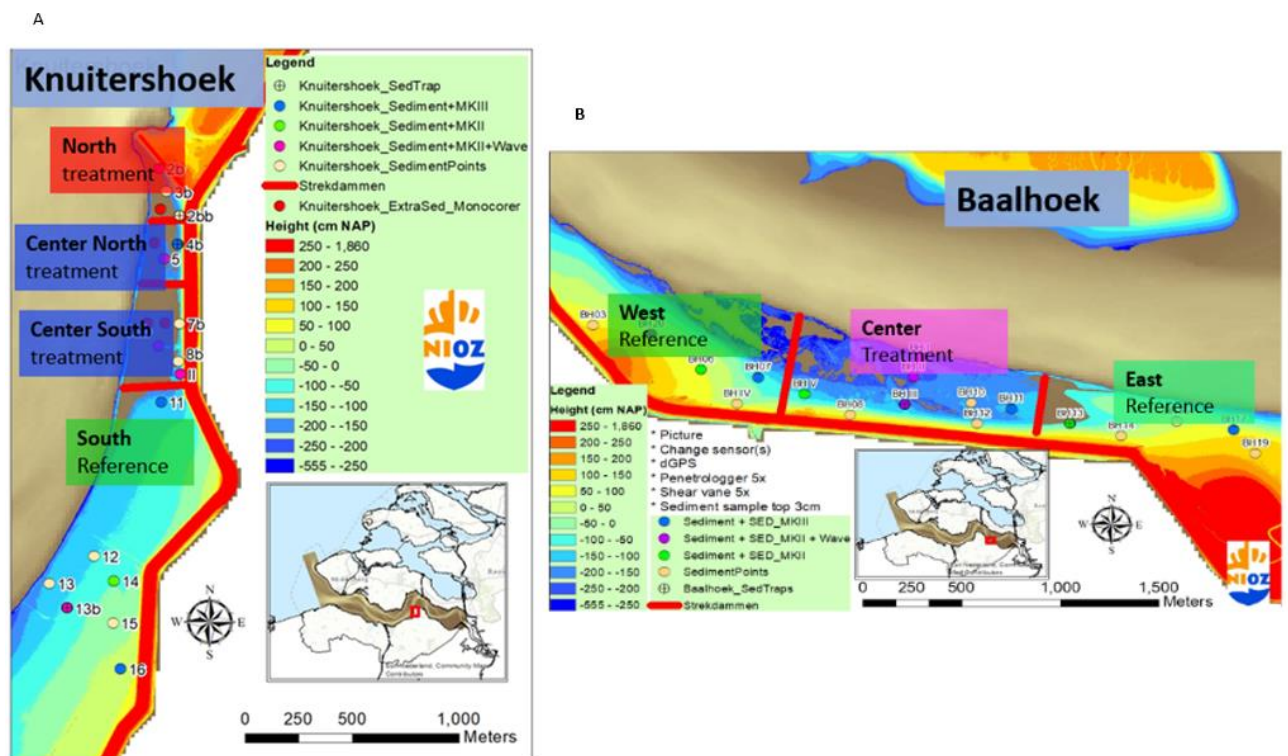 A
Knuitershoek
North
treatment
Center North
treatment
Center South
treatment
South
Reference
2b
3b
2bb
4b
5
7b
8b
II
11
12
13
14
13b
15
16
Legend
Knuitershoek_SedTrap
Knuitershoek_Sediment+MKIII
Knuitershoek_Sediment+MKII
Knuitershoek_Sediment+MKII+Wave
Knuitershoek_SedimentPoints
Strekdammen
Knuitershoek_ExtraSed_Monocorer
Height (cm NAP)
250 - 1,860
200 - 250
150 - 200
100 - 150
50 - 100
0 - 50
-50 - 0
-100 - -50
-150 - -100
-200 - -150
-250 - -200
-555 - -250
NIOZ
N
W E
S
0 250 500 1,000
Meters
B
Baalhoek
West
Reference
Center
Treatment
East
Reference
BH03
BH06
BH07
BHIV
BHV
BH08
BHIII
BH10
BH32
BH11
BH33
BH14
BH19
Legend
Height (cm NAP)
250 - 1,860
200 - 250
150 - 200
100 - 150
50 - 100
0 - 50
-50 - 0
-100 - -50
-150 - -100
-200 - -150
-250 - -200
-555 - -250
* Picture
* Change sensor(s)
* dGPS
* Penetrologger 5x
* Shear vane 5x
* Sediment sample top 3cm
Sediment + SED_MKIII
Sediment + SED_MKII + Wave
Sediment + SED_MKII
SedimentPoints
Baalhoek_SedTraps
Strekdammen
N
W E
S
0 250 500 1,000 1,500
Meters
NIOZ